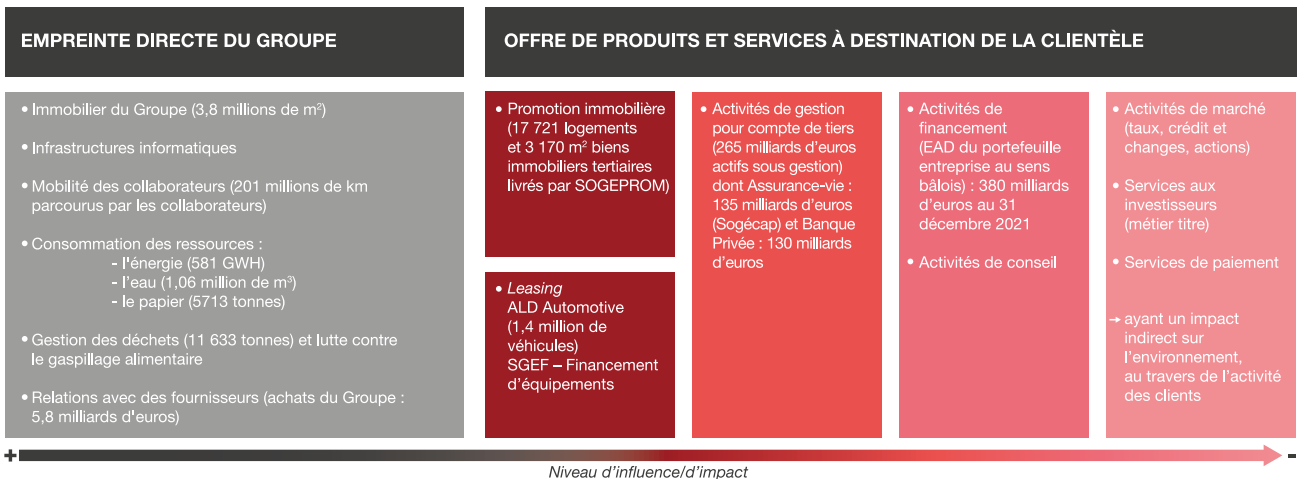 EMPREINTE DIRECTE DU GROUPE
• Immobilier du Groupe (3,8 millions de m²)
• Infrastructures informatiques
• Mobilité des collaborateurs (201 millions de km
parcourus par les collaborateurs)
• Consommation des ressources :
- l'énergie (581 GWH)
- l’eau (1,06 million de m³)
- le papier (5713 tonnes)
• Gestion des déchets (11 633 tonnes) et lutte contre
le gaspillage alimentaire
• Relations avec des fournisseurs (achats du Groupe :
5,8 milliards d'euros)
OFFRE DE PRODUITS ET SERVICES À DESTINATION DE LA CLIENTÈLE
• Promotion immobilière
(17 721 logements
et 3 170 m² biens
immobiliers tertiaires
livrés par SOGEPROM)
• Leasing
ALD Automotive
(1,4 million de
véhicules)
SGEF – Financement
d’équipements
• Activités de gestion
pour compte de tiers
(265 milliards d’euros
actifs sous gestion)
dont Assurance-vie :
135 milliards d’euros
(Sogécap) et Banque
Privée : 130 milliards
d’euros
• Activités de
financement
(EAD du portefeuille
entreprise au sens
bâlois) : 380 milliards
d’euros au 31
décembre 2021
• Activités de conseil
• Activités de marché
(taux, crédit et
changes, actions)
• Services aux
investisseurs
(métier titre)
• Services de paiement
→ ayant un impact
indirect sur
l’environnement,
au travers de l’activité
des clients
+ -
Niveau d’influence/d’impact